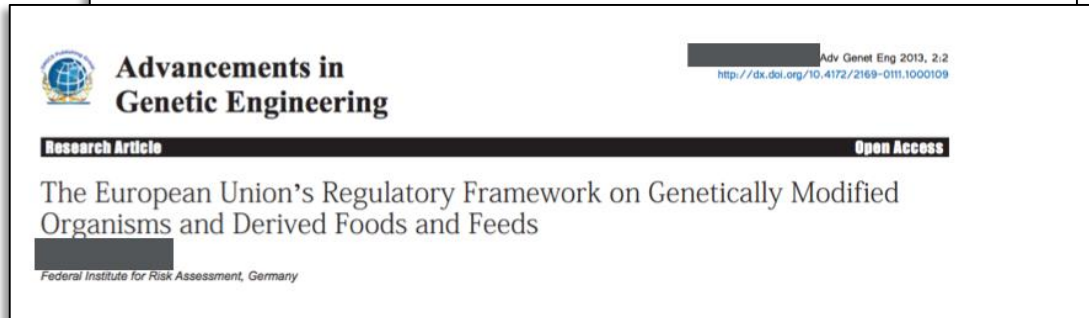 Advancements in
Genetic Engineering
Adv Genet Eng 2013, 2:2
http://dx.doi.org/10.4172/2169-0111.1000109
Research Article
Open Access
The European Union's Regulatory Framework on Genetically Modified
Organisms and Derived Foods and Feeds
Federal Institute for Risk Assessment, Germany